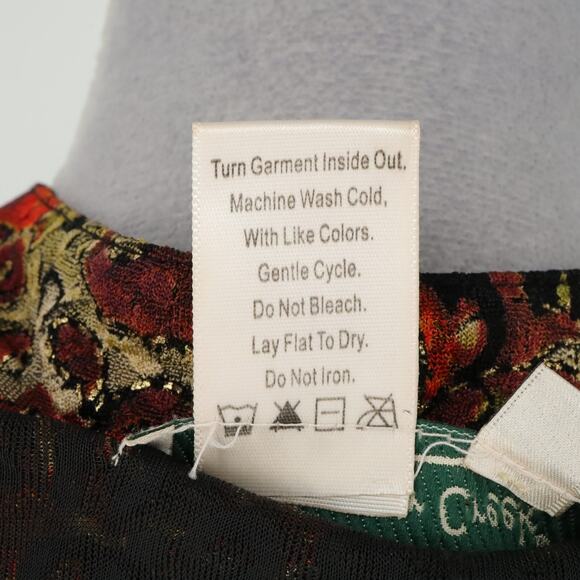 Turn Garment Inside Out.
Machine Wash Cold,
With Like Colors.
Gentle Cycle.
Do Not Bleach.
Lay Flat To Dry.
Do Not Iron.